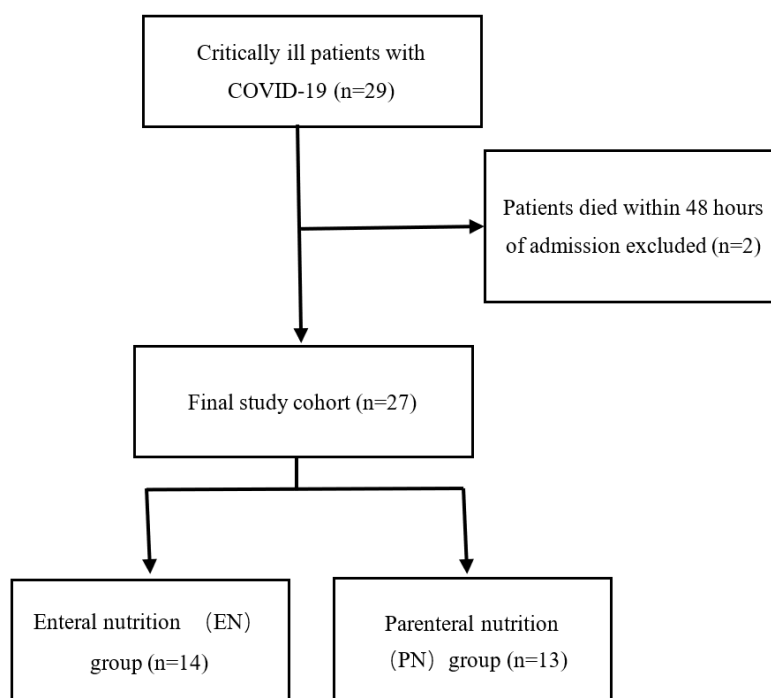 Critically ill patients with
COVID-19 (n=29)
Patients died within 48 hours
of admission excluded (n=2)
Final study cohort (n=27)
Enteral nutrition （EN）
group (n=14)
Parenteral nutrition
（PN）group (n=13)